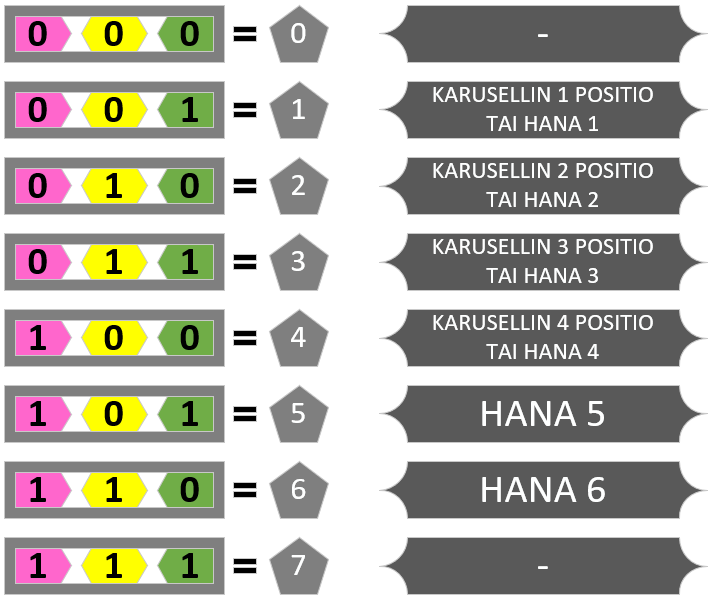 0 0 0 = 0 -
0 0 1 = 1 KARUSELLIN 1 POSITIO
TAI HANA 1
0 1 0 = 2 KARUSELLIN 2 POSITIO
TAI HANA 2
0 1 1 = 3 KARUSELLIN 3 POSITIO
TAI HANA 3
1 0 0 = 4 KARUSELLIN 4 POSITIO
TAI HANA 4
1 0 1 = 5 HANA 5
1 1 0 = 6 HANA 6
1 1 1 = 7 -